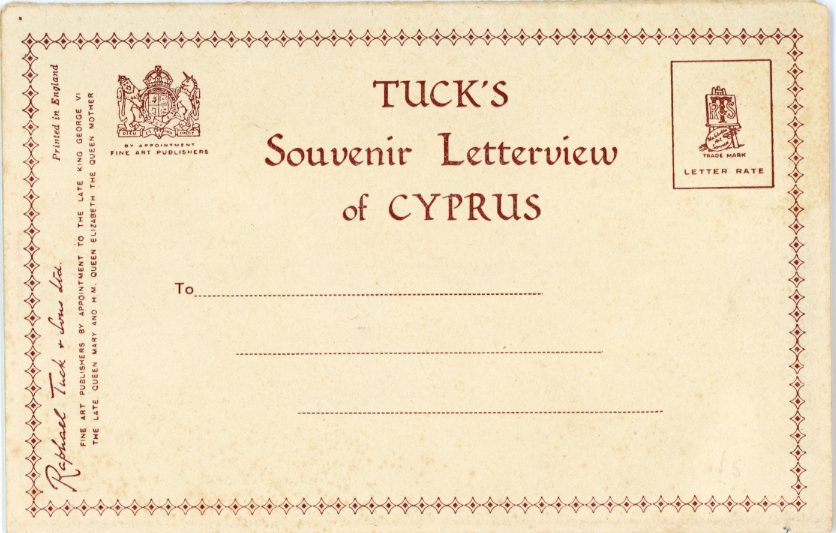 TUCK'S
Souvenir Letterview
of CYPRUS
BY APPOINTMENT
FINE ART PUBLISHERS
RTS
TRADE MARK
LETTER RATE
To
Raphael Tuck & Sons Ltd.
Printed in England
FINE ART PUBLISHERS BY APPOINTMENT TO THE LATE KING GEORGE VI
THE LATE QUEEN MARY AND H.M. QUEEN ELIZABETH THE QUEEN MOTHER
15